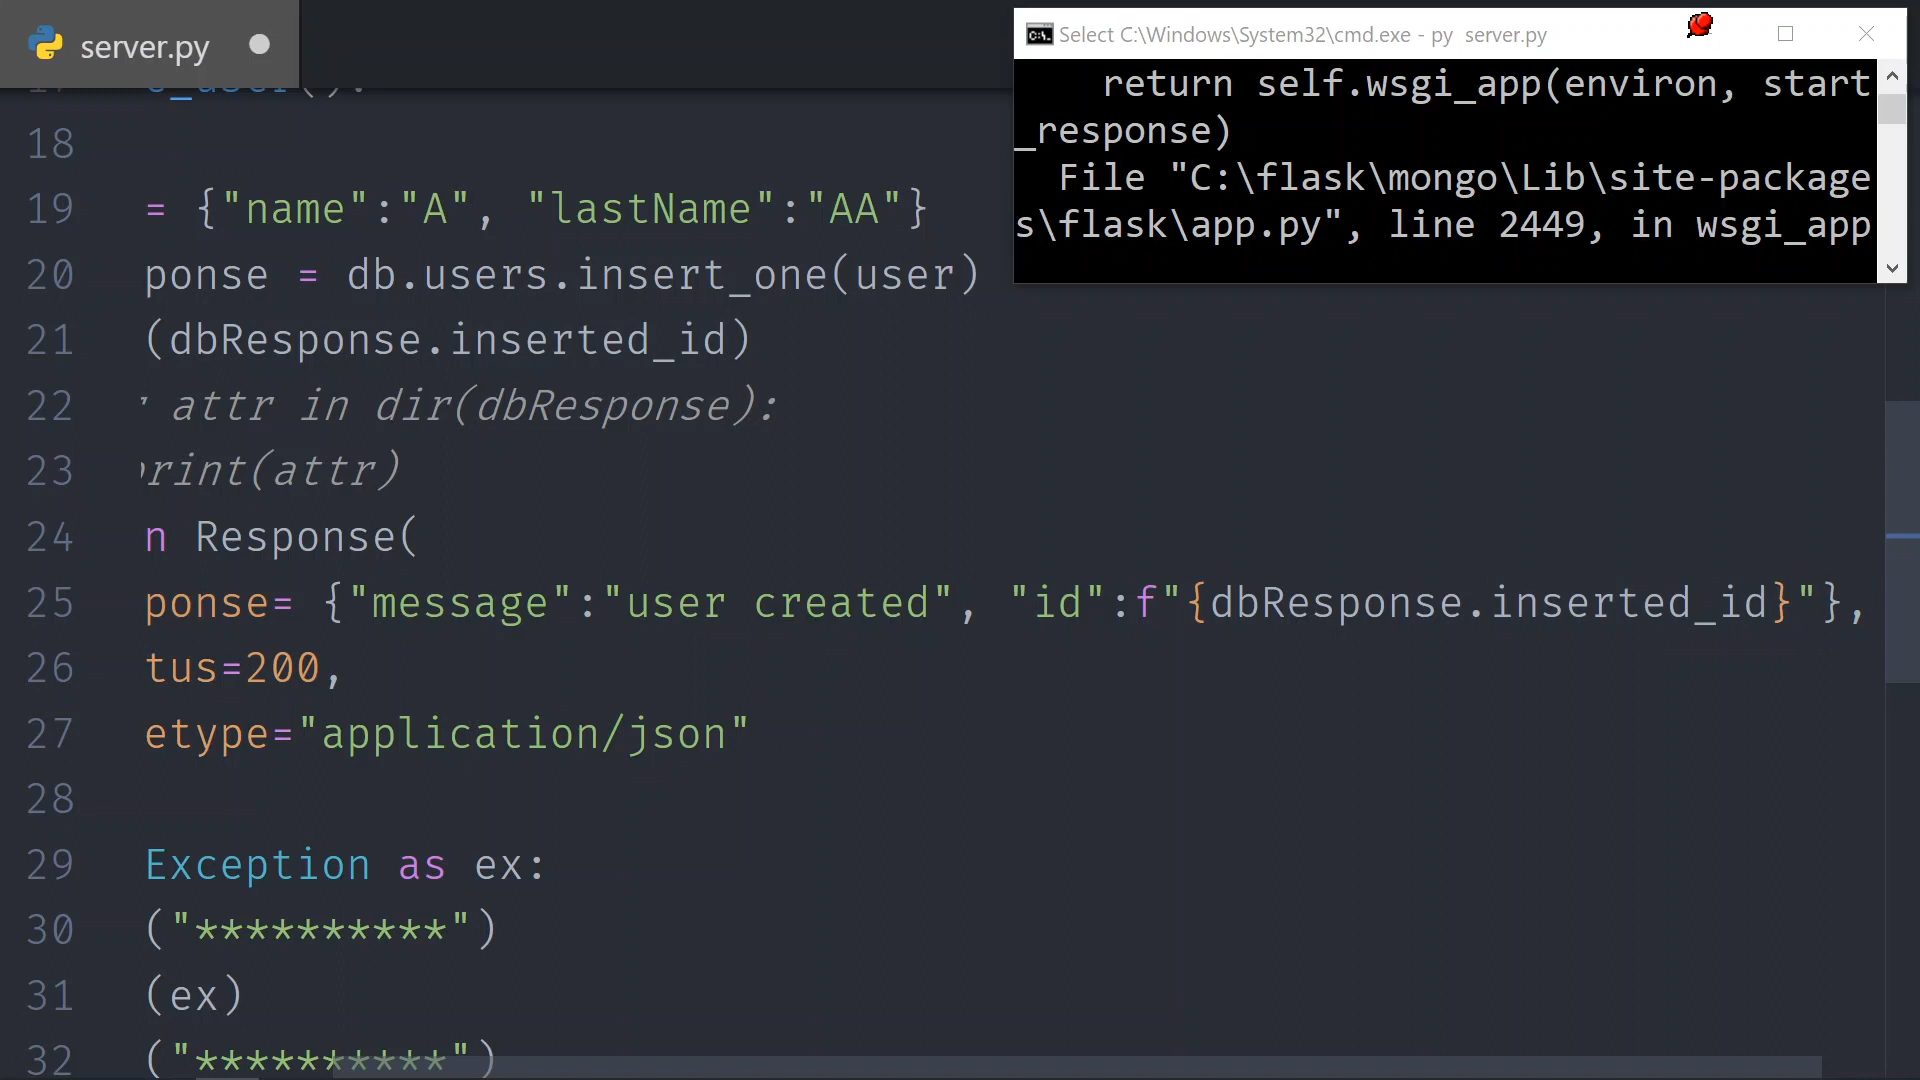 server.py
Select C:\Windows\System32\cmd.exe - py server.py
return self.wsgi_app(environ, start
_response)
File "C:\flask\mongo\Lib\site-package
s\flask\app.py", line 2449, in wsgi_app
18
19 = {"name":"A", "lastName":"AA"}
20 ponse = db.users.insert_one(user)
21 (dbResponse.inserted_id)
22 attr in dir(dbResponse):
23 rint(attr)
24 n Response(
25 ponse= {"message":"user created", "id":f"{dbResponse.inserted_id}"},
26 tus=200,
27 etype="application/json"
28
29 Exception as ex:
30 ("**********")
31 (ex)
32 ("**********")